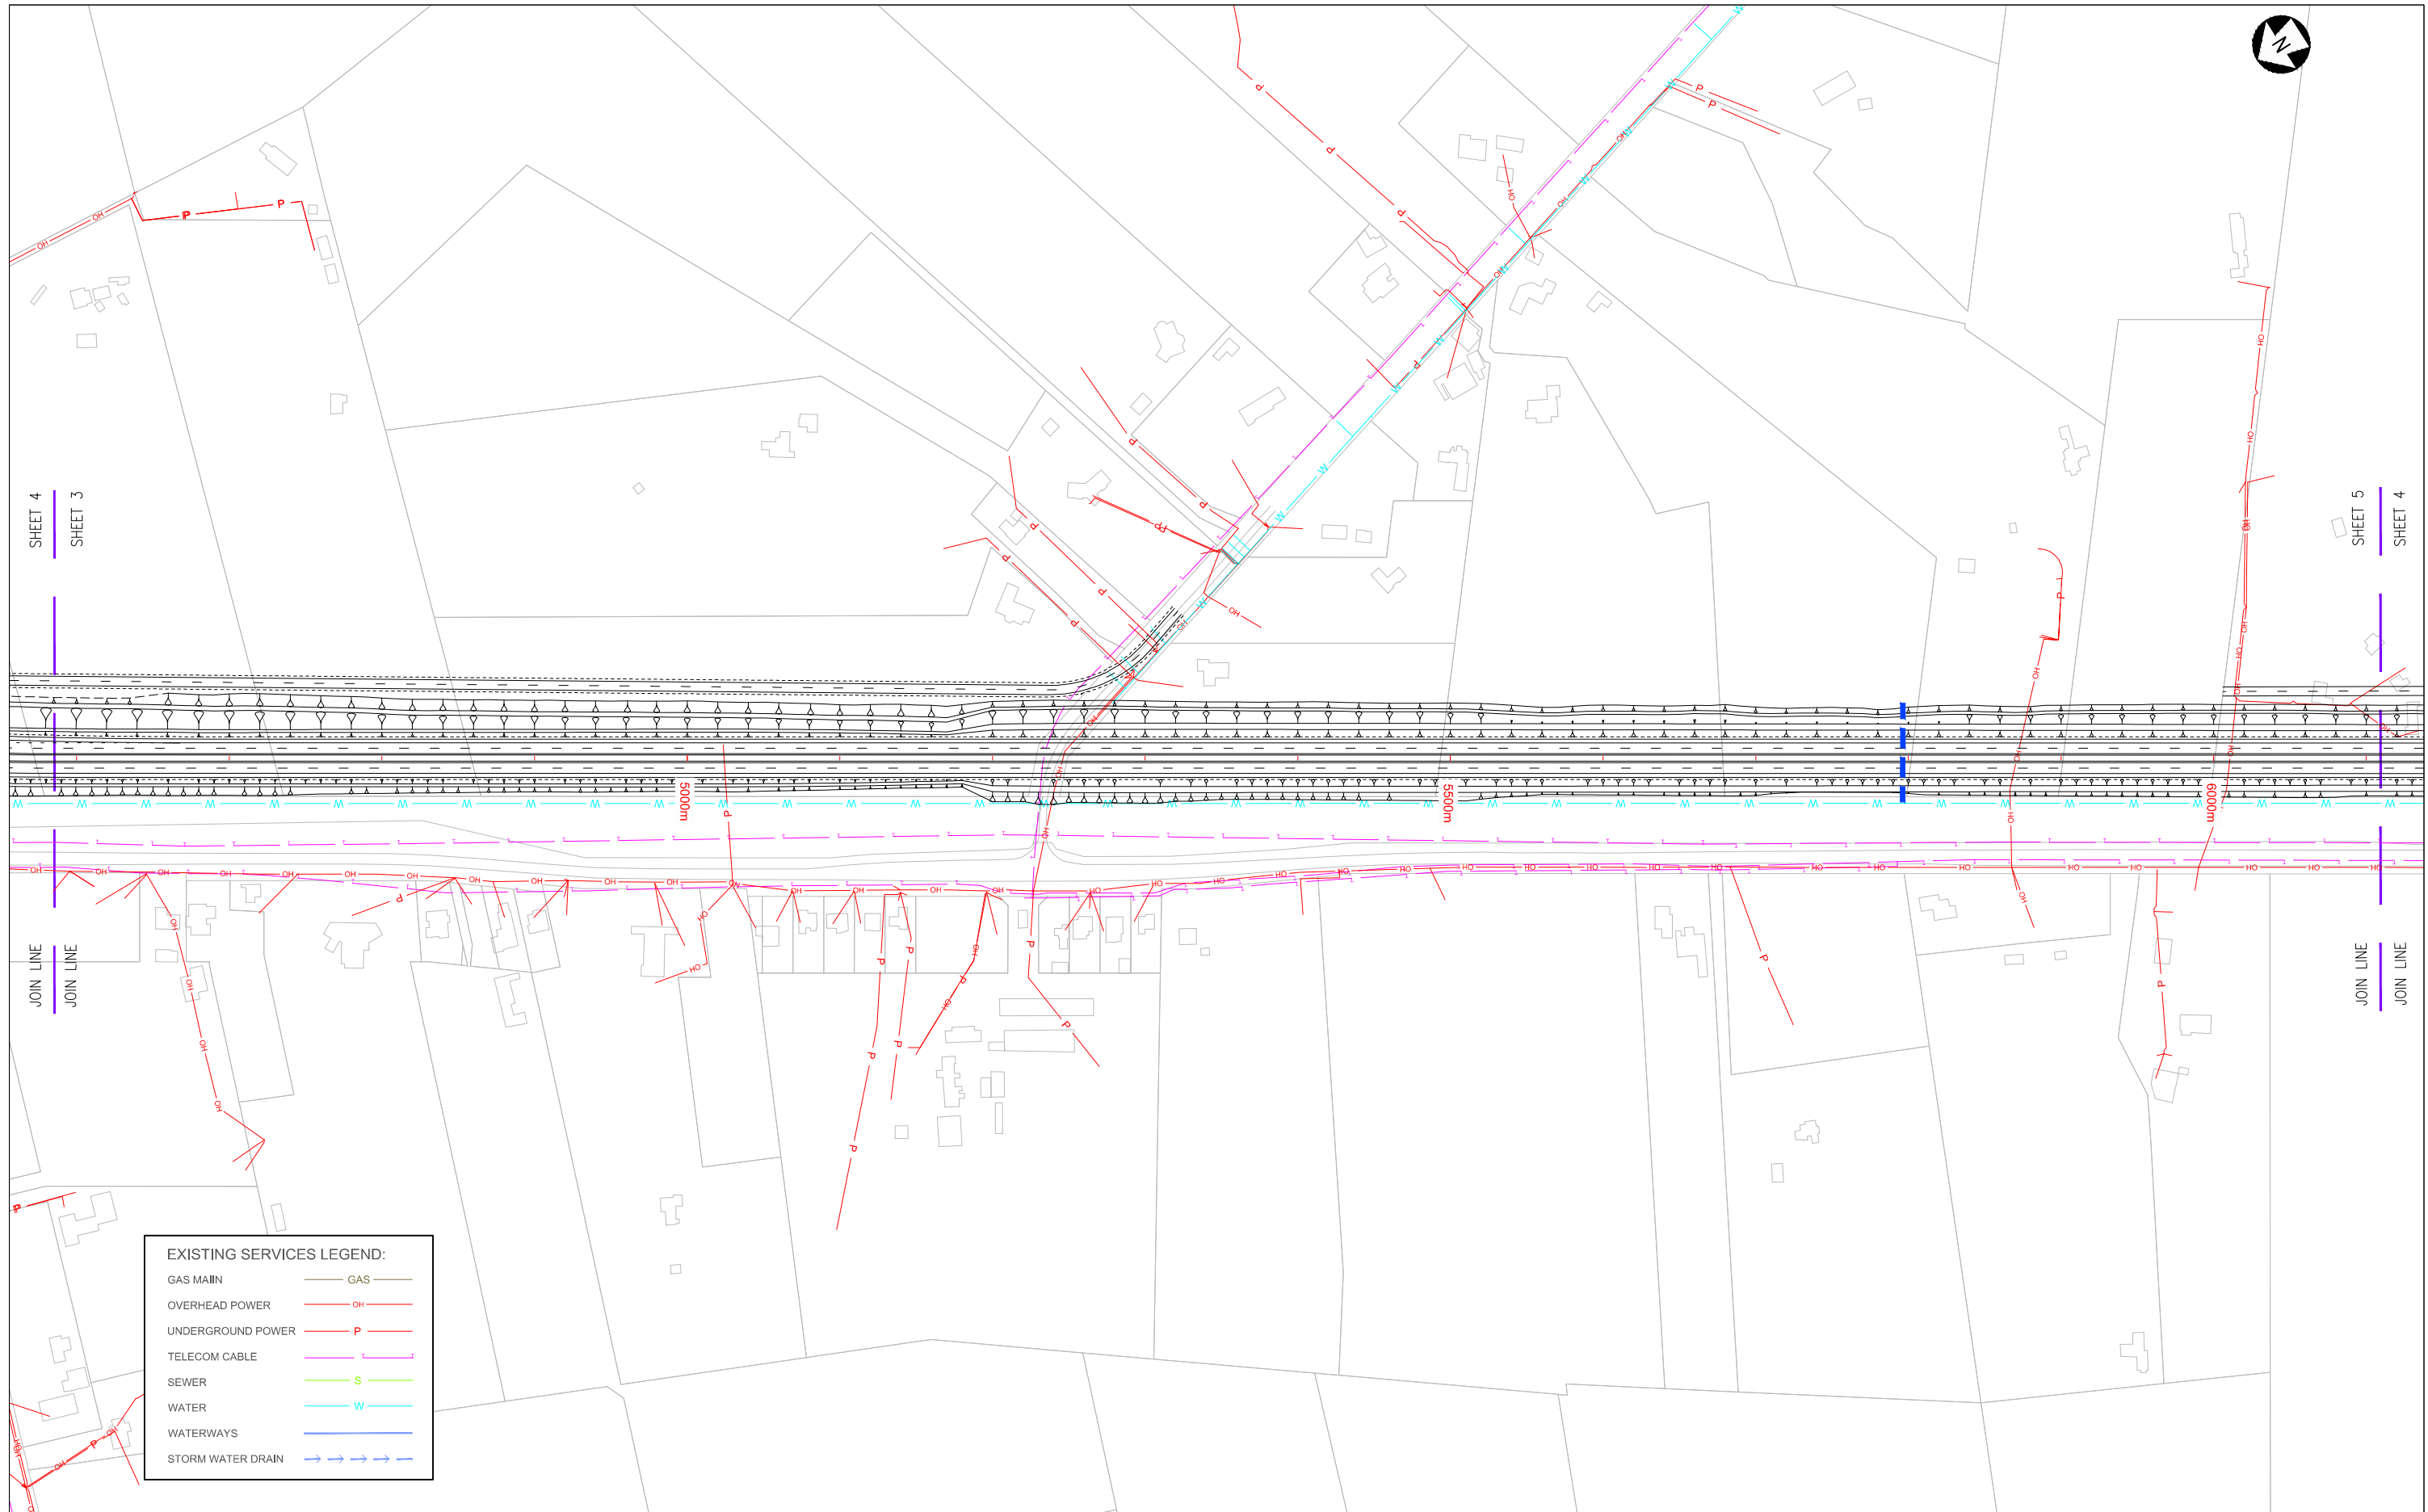 N
SHEET 4
SHEET 3
SHEET 5
SHEET 4
JOIN LINE
JOIN LINE
JOIN LINE
JOIN LINE
5000m
5500m
6000m
EXISTING SERVICES LEGEND:
GAS MAIN GAS
OVERHEAD POWER OH
UNDERGROUND POWER P
TELECOM CABLE T
SEWER S
WATER W
WATERWAYS
STORM WATER DRAIN